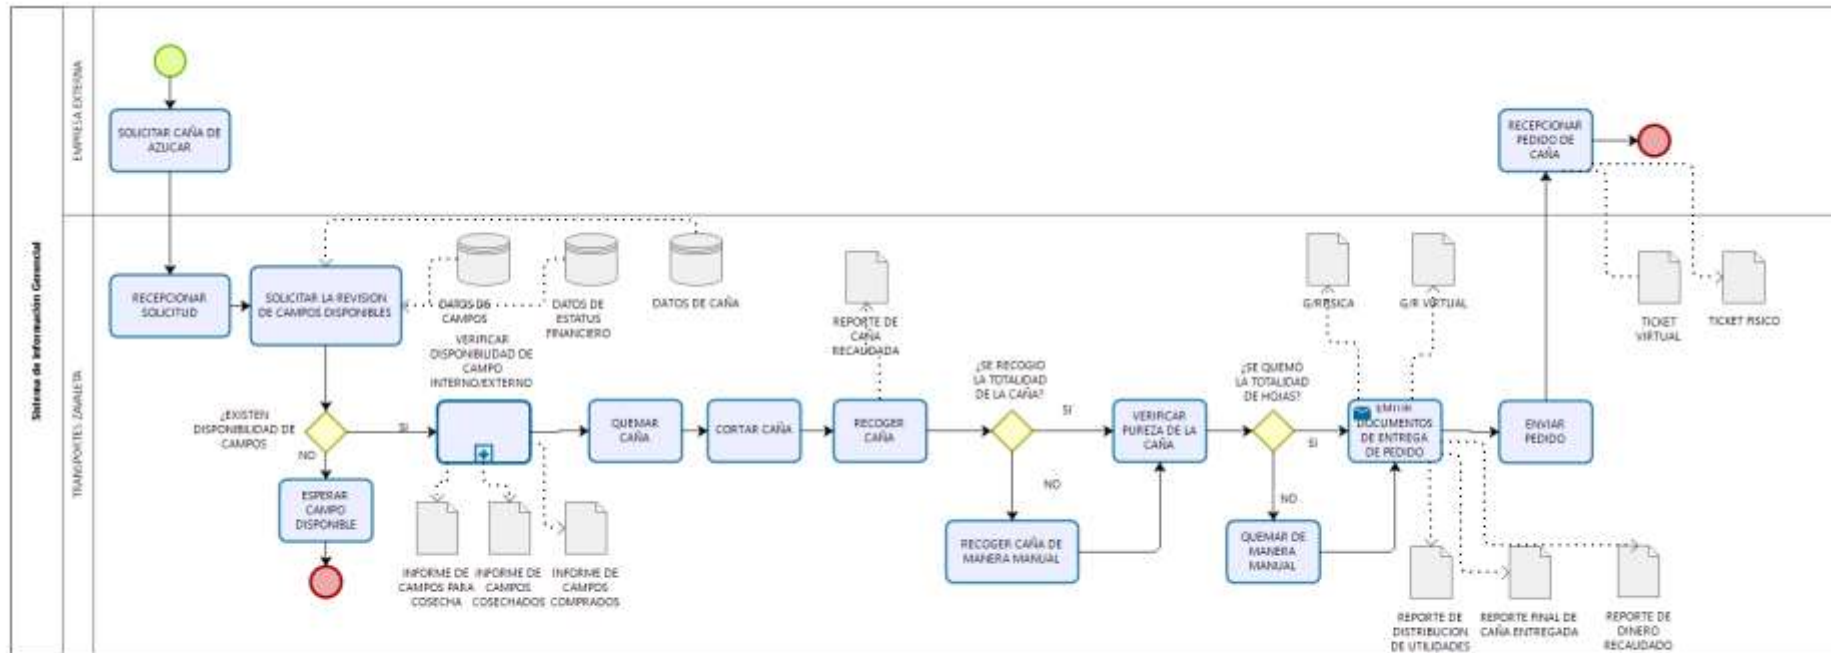 Sistema de Información Gerencial
EMPRESA EXTERNA
SOLICITAR CAÑA DE
AZUCAR
RECEPCIONAR
PEDIDO DE
CAÑA
TRANSPORTES ZAVALETA
RECEPCIONAR
SOLICITUD
SOLICITAR LA REVISION
DE CAMPOS DISPONIBLES
DATOS DE
CAMPOS
DATOS DE
ESTATUS
FINANCIERO
DATOS DE CAÑA
REPORTE DE
CAÑA
RECAUDADA
G/R FISICA
G/R VIRTUAL
TICKET
VIRTUAL
TICKET FISICO
¿EXISTEN
DISPONIBILIDAD DE
CAMPOS
SI
NO
ESPERAR
CAMPO
DISPONIBLE
VERIFICAR
DISPONIBILIDAD DE
CAMPO
INTERNO/EXTERNO
INFORME DE
CAMPOS PARA
COSECHA
INFORME DE
CAMPOS
COSECHADOS
INFORME DE
CAMPOS
COMPRADOS
QUEMAR
CAÑA
CORTAR CAÑA
RECOGER
CAÑA
¿SE RECOGIO
LA TOTALIDAD
DE LA CAÑA?
SI
NO
RECOGER CAÑA DE
MANERA MANUAL
VERIFICAR
PUREZA DE LA
CAÑA
¿SE QUEMO
LA TOTALIDAD
DE HOJAS?
SI
NO
QUEMAR DE
MANERA
MANUAL
EMITIR
DOCUMENTOS
DE ENTREGA
DE PEDIDO
ENVIAR
PEDIDO
REPORTE DE
DISTRIBUCION
DE UTILIDADES
REPORTE FINAL DE
CAÑA ENTREGADA
REPORTE DE
DINERO
RECAUDADO